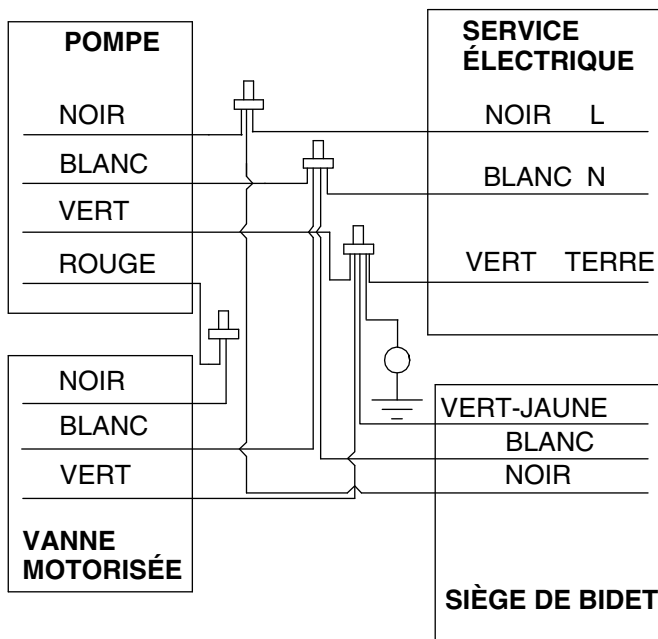 POMPE
NOIR
BLANC
VERT
ROUGE
SERVICE
ÉLECTRIQUE
NOIR L
BLANC N
VERT TERRE
NOIR
BLANC
VERT
VANNE
MOTORISÉE
VERT-JAUNE
BLANC
NOIR
SIÈGE DE BIDET